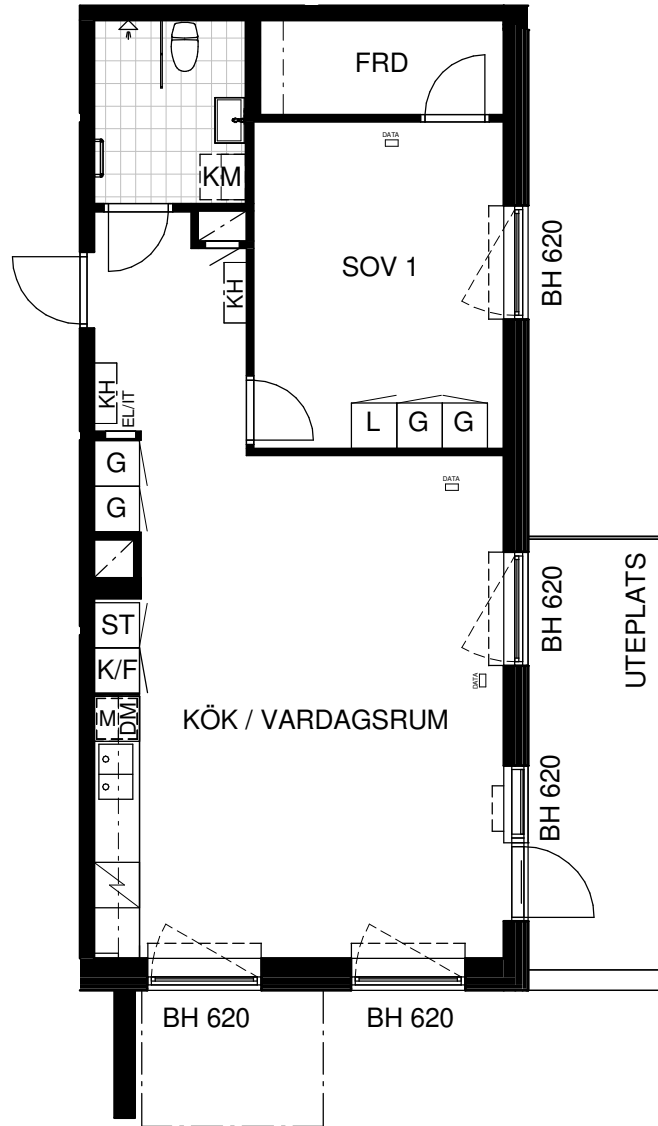 FRD
DATA
KM
SOV 1
BH 620
KH
KH
EL/IT
L G G
G
G
DATA
BH 620
UTEPLATS
ST
K/F
DATA
M DM
KÖK / VARDAGSRUM
BH 620
BH 620
BH 620